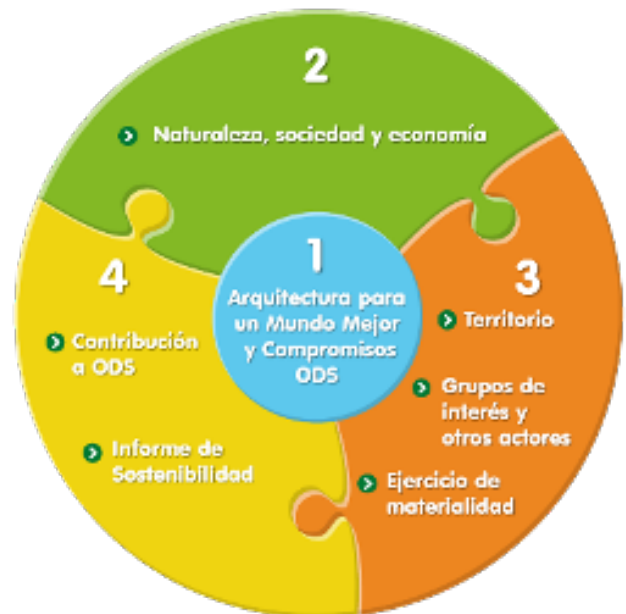 2
Naturaleza, sociedad y economía
1
Arquitectura para
un Mundo Mejor
y Compromisos
ODS
3
Territorio
Grupos de
interés y
otros actores
Ejercicio de
materialidad
4
Contribución
a ODS
Informe de
Sostenibilidad